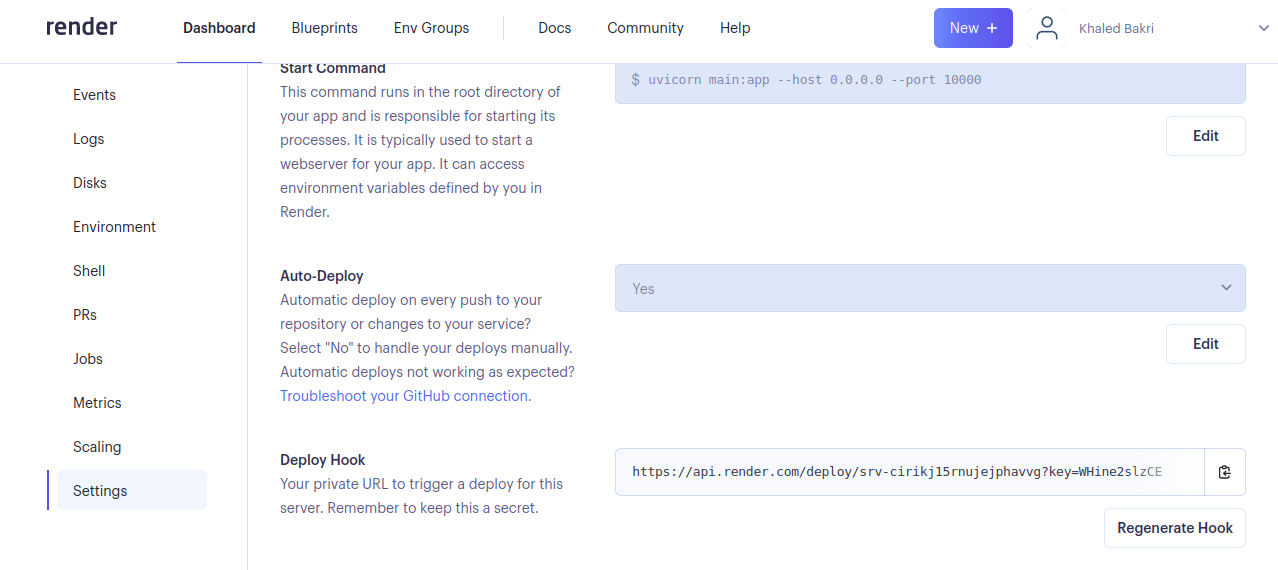 render
Dashboard
Blueprints
Env Groups
Docs
Community
Help
New +
Khaled Bakri
Events
Logs
Disks
Environment
Shell
PRs
Jobs
Metrics
Scaling
Settings
Start Command
This command runs in the root directory of
your app and is responsible for starting its
processes. It is typically used to start a
webserver for your app. It can access
environment variables defined by you in
Render.
$ uvicorn main:app --host 0.0.0.0 --port 10000
Edit
Auto-Deploy
Automatic deploy on every push to your
repository or changes to your service?
Select "No" to handle your deploys manually.
Automatic deploys not working as expected?
Troubleshoot your GitHub connection.
Yes
Edit
Deploy Hook
Your private URL to trigger a deploy for this
server. Remember to keep this a secret.
https://api.render.com/deploy/srv-cirikj15rnujejphavvg?key=WHine2slzCE
Regenerate Hook